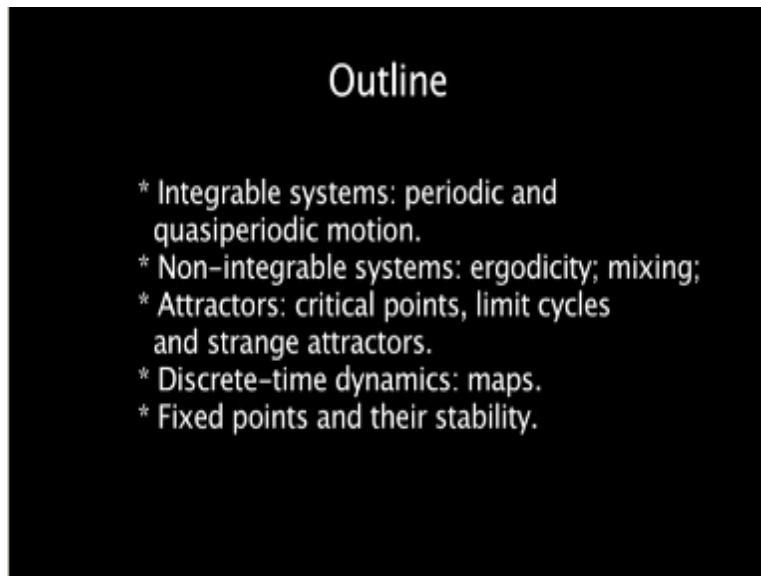 Outline
* Integrable systems: periodic and
quasiperiodic motion.
* Non-integrable systems: ergodicity; mixing;
* Attractors: critical points, limit cycles
and strange attractors.
* Discrete-time dynamics: maps.
* Fixed points and their stability.